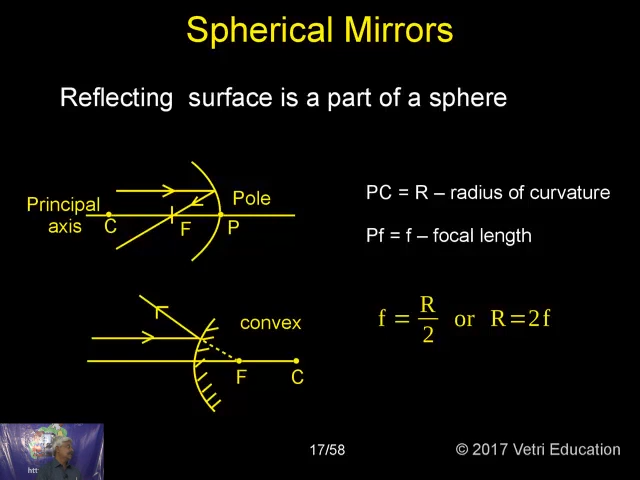 Spherical Mirrors
Reflecting surface is a part of a sphere
Principal
axis
C
F
Pole
P
PC = R – radius of curvature
Pf = f – focal length
convex
F
C
f = R/2 or R=2f
htt
17/58
© 2017 Vetri Education